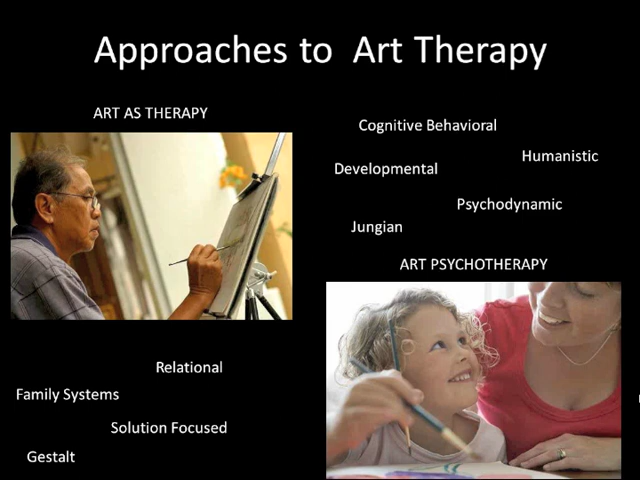 Approaches to Art Therapy
ART AS THERAPY
Cognitive Behavioral
Humanistic
Developmental
Psychodynamic
Jungian
ART PSYCHOTHERAPY
Relational
Family Systems
Solution Focused
Gestalt